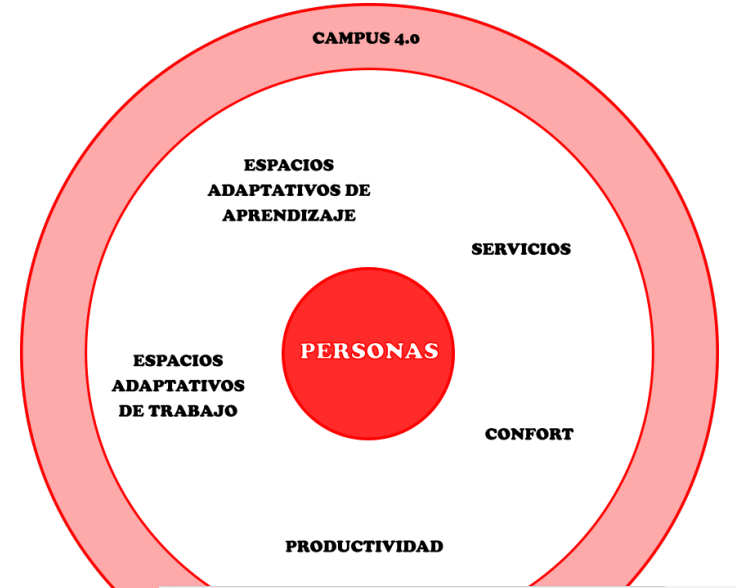 CAMPUS 4.0
ESPACIOS
ADAPTATIVOS DE
APRENDIZAJE
SERVICIOS
PERSONAS
ESPACIOS
ADAPTATIVOS
DE TRABAJO
CONFORT
PRODUCTIVIDAD